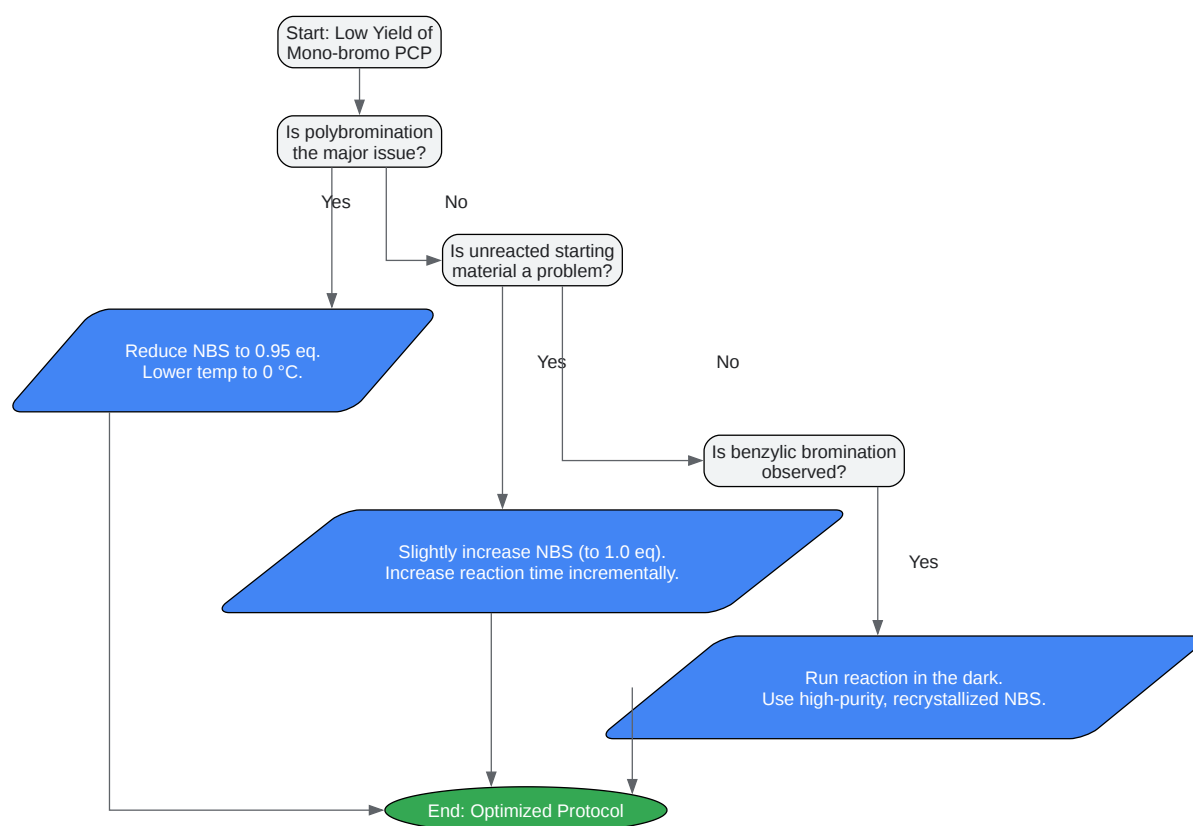 Start: Low Yield of
Mono-bromo PCP
Is polybromination
the major issue?
Yes
No
Is unreacted starting
material a problem?
Reduce NBS to 0.95 eq.
Lower temp to 0 °C.
Yes
No
Is benzylic bromination
observed?
Slightly increase NBS (to 1.0 eq).
Increase reaction time incrementally.
Yes
Run reaction in the dark.
Use high-purity, recrystallized NBS.
End: Optimized Protocol